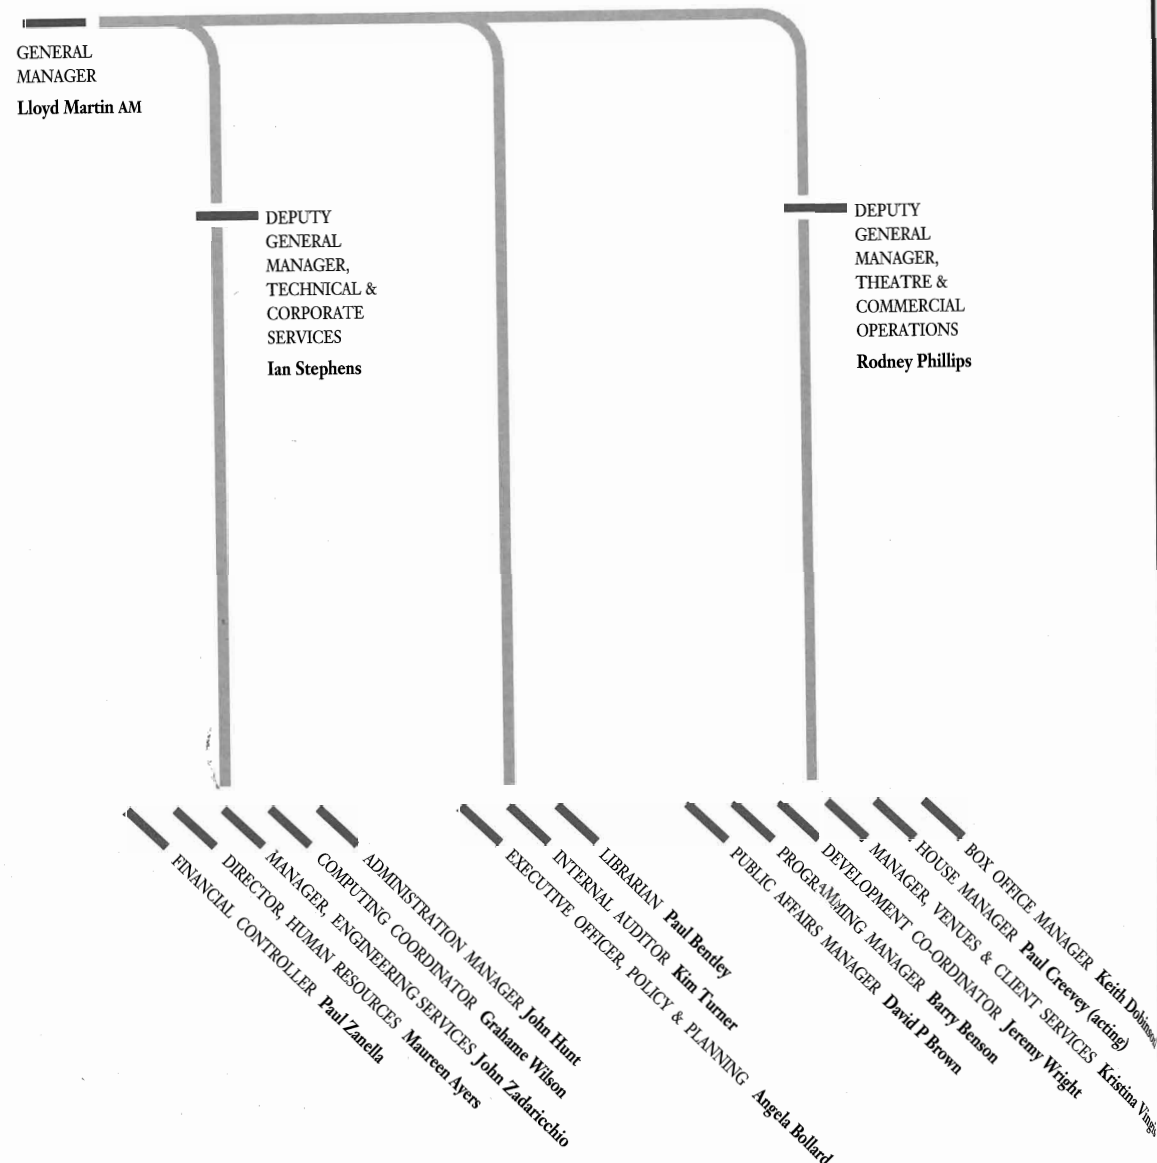 GENERAL
MANAGER
Lloyd Martin AM
DEPUTY
GENERAL
MANAGER,
TECHNICAL &
CORPORATE
SERVICES
Ian Stephens
DEPUTY
GENERAL
MANAGER,
THEATRE &
COMMERCIAL
OPERATIONS
Rodney Phillips
FINANCIAL CONTROLLER Paul Zanella
DIRECTOR, HUMAN RESOURCES Maureen Ayers
MANAGER, ENGINEERING SERVICES John Zadaricchio
COMPUTING COORDINATOR Grahame Wilson
ADMINISTRATION MANAGER John Hunt
EXECUTIVE OFFICER, POLICY & PLANNING Angela Bollard
INTERNAL AUDITOR Kim Turner
LIBRARIAN Paul Bentley
PUBLIC AFFAIRS MANAGER David P Brown
PROGRAMMING MANAGER Barry Benson
DEVELOPMENT CO-ORDINATOR Jeremy Wright
MANAGER, VENUES & CLIENT SERVICES Kristina
HOUSE MANAGER Paul Creevey (acting)
BOX OFFICE MANAGER Keith Dobinson